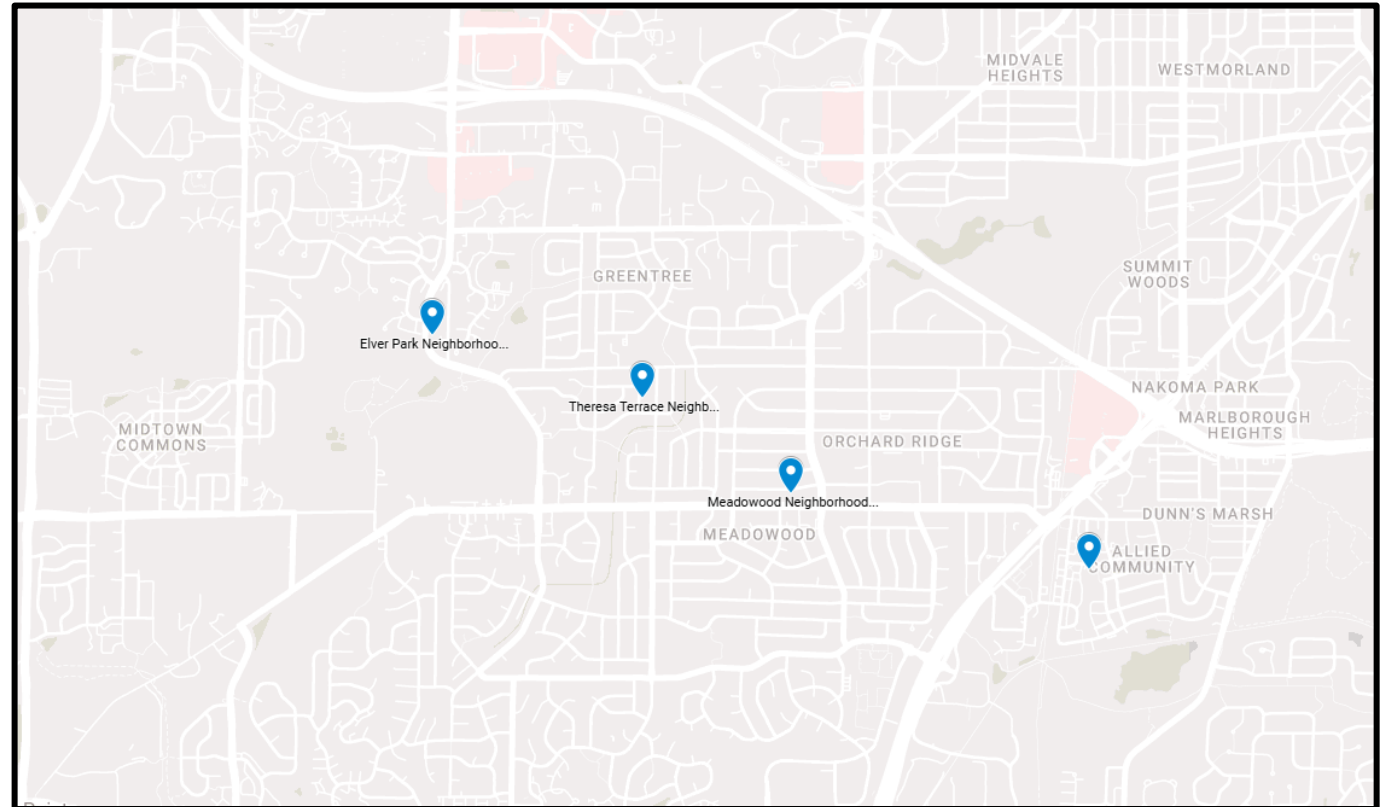 MIDVALE
HEIGHTS
WESTMORLAND
GREENTREE
SUMMIT
WOODS
Elver Park Neighborhoo...
NAKOMA PARK
Theresa Terrace Neighb...
MARLBOROUGH
HEIGHTS
MIDTOWN
COMMONS
ORCHARD RIDGE
Meadowood Neighborhood...
DUNN'S MARSH
MEADOWOOD
ALLIED
COMMUNITY